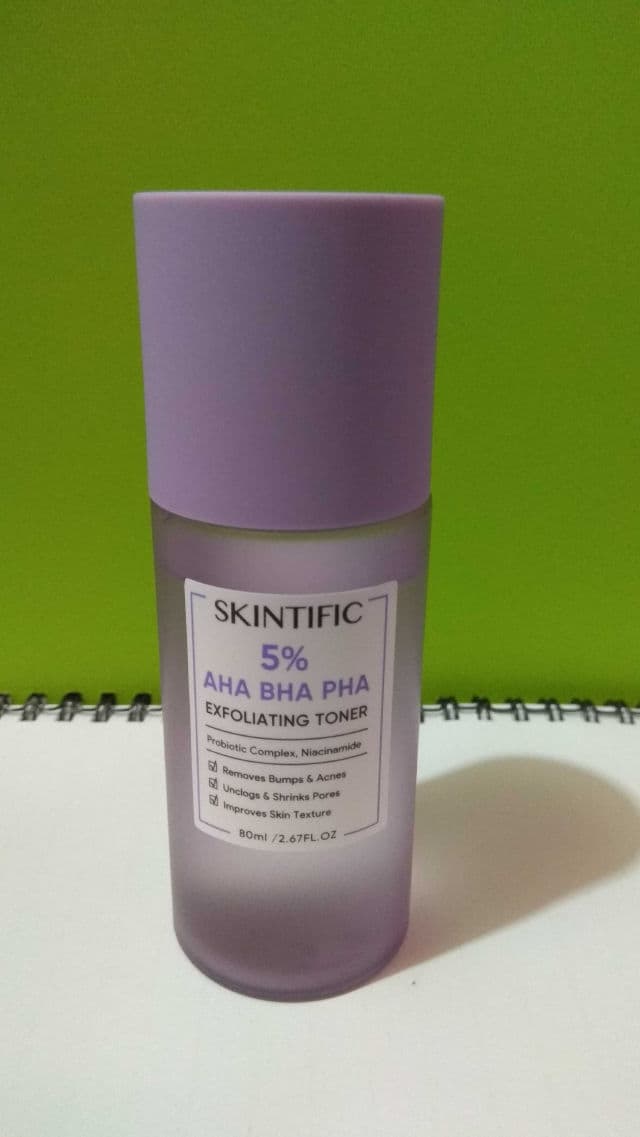 SKINTIFIC
5%
AHA BHA PHA
EXFOLIATING TONER
Probiotic Complex, Niacinamide
Removes Bumps & Acnes
Unclogs & Shrinks Pores
Improves Skin Texture
80ml /2.67FL.OZ